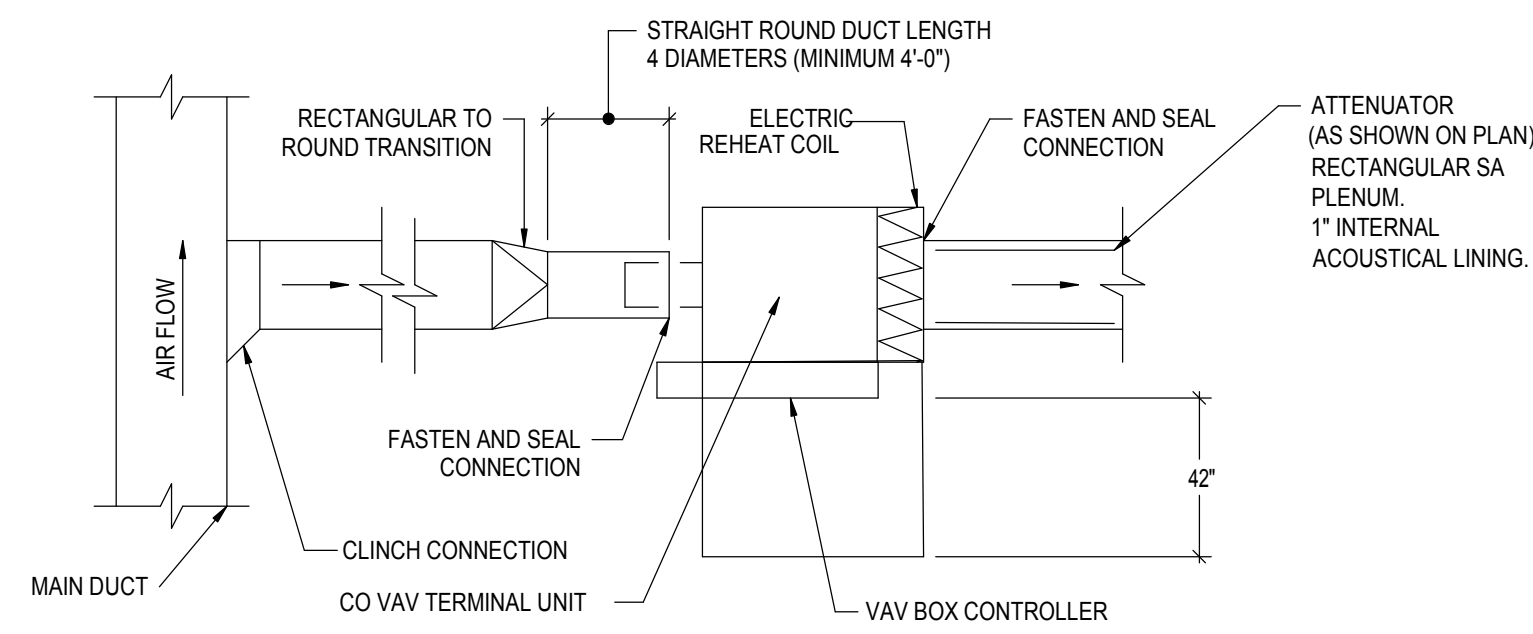 STRAIGHT ROUND DUCT LENGTH
4 DIAMETERS (MINIMUM 4'-0")
RECTANGULAR TO
ROUND TRANSITION
ELECTRIC
REHEAT COIL
FASTEN AND SEAL
CONNECTION
ATTENUATOR
(AS SHOWN ON PLAN)
RECTANGULAR SA
PLENUM.
1" INTERNAL
ACOUSTICAL LINING.
AIR FLOW
FASTEN AND SEAL
CONNECTION
42"
CLINCH CONNECTION
MAIN DUCT
CO VAV TERMINAL UNIT
VAV BOX CONTROLLER